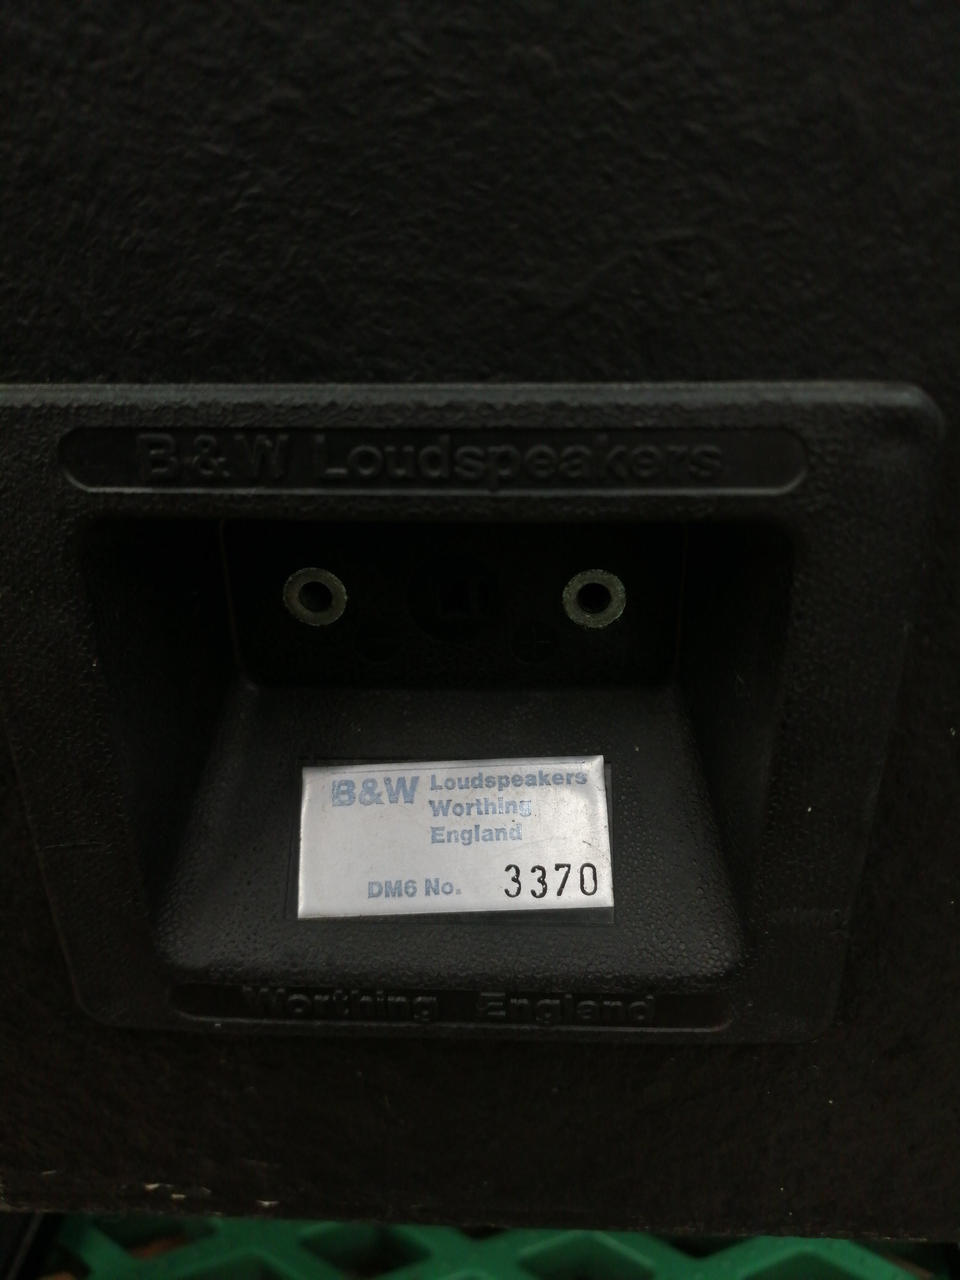 B&W Loudspeakers
B&W Loudspeakers
Worthing
England
DM6 No. 3370
Worthing England